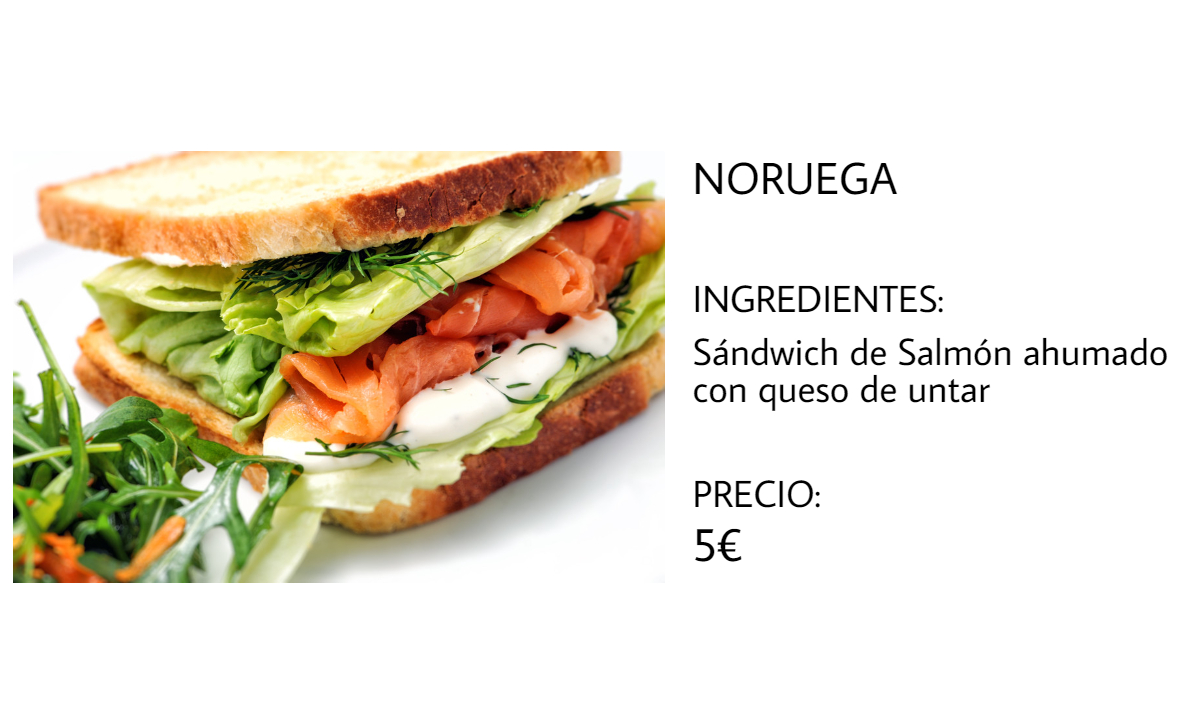 NORUEGA
INGREDIENTES:
Sándwich de Salmón ahumado
con queso de untar
PRECIO:
5€